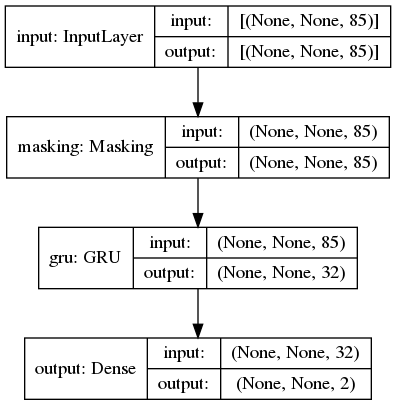 input: InputLayer
input: [(None, None, 85)]
output: [(None, None, 85)]
masking: Masking
input: (None, None, 85)
output: (None, None, 85)
gru: GRU
input: (None, None, 85)
output: (None, None, 32)
output: Dense
input: (None, None, 32)
output: (None, None, 2)